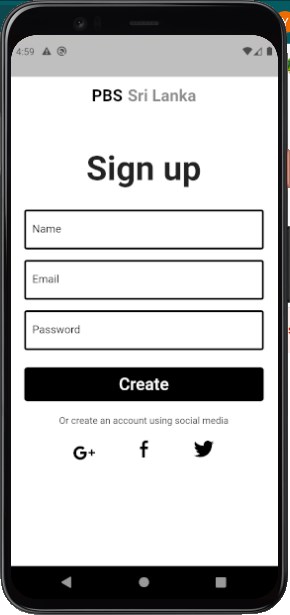 4:59
PBS Sri Lanka
Sign up
Name
Email
Password
Create
Or create an account using social media
G+ f